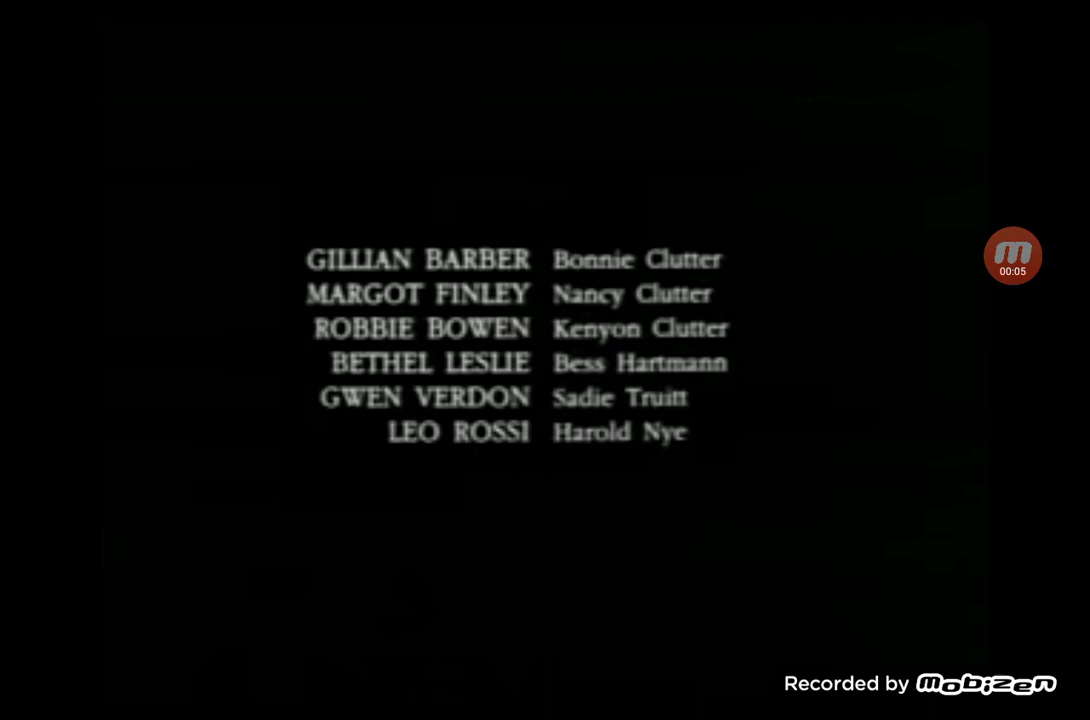 GILLIAN BARBER Bonnie Clutter
MARGOT FINLEY Nancy Clutter
ROBBIE BOWEN Kenyon Clutter
BETHEL LESLIE Bess Hartmann
GWEN VERDON Sadie Truitt
LEO ROSSI Harold Nye
00:05
Recorded by Mobizen